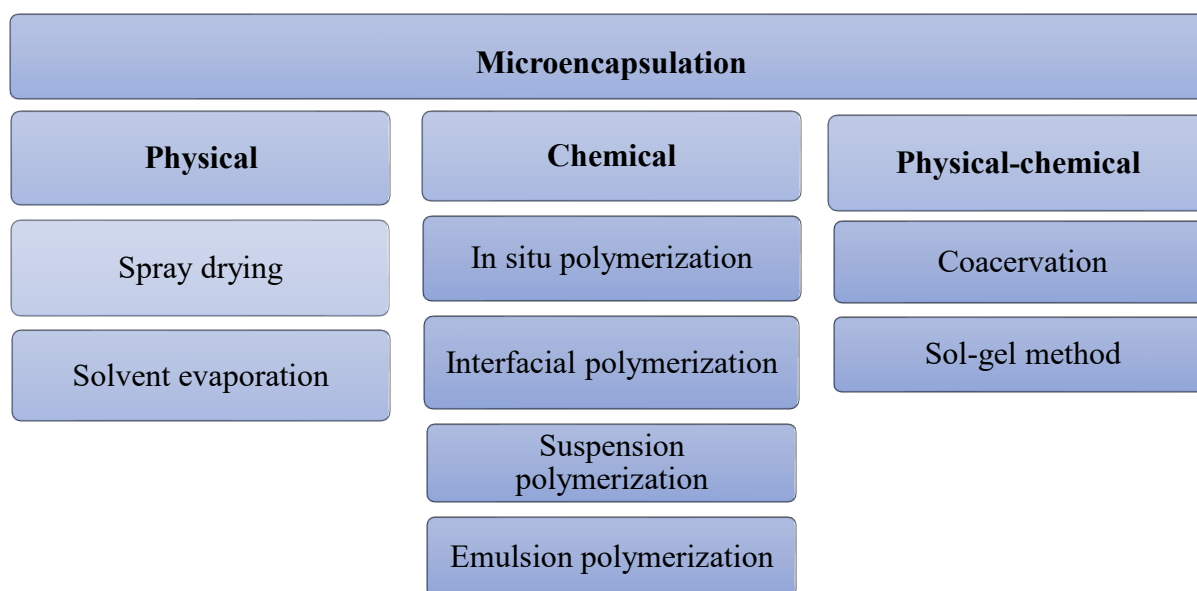 Microencapsulation
Physical
Spray drying
Solvent evaporation
Chemical
In situ polymerization
Interfacial polymerization
Suspension
polymerization
Emulsion polymerization
Physical-chemical
Coacervation
Sol-gel method